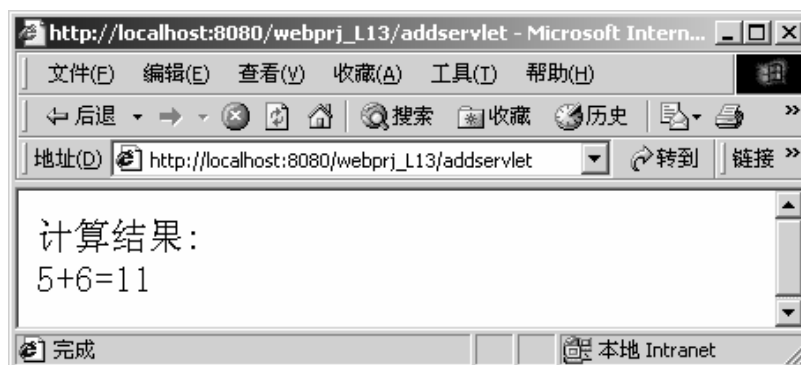 http://localhost:8080/webprj_L13/addservlet - Microsoft Intern...
文件(F) 编辑(E) 查看(V) 收藏(A) 工具(T) 帮助(H)
后退 搜索 收藏 历史 »
地址(D) http://localhost:8080/webprj_L13/addservlet 转到 链接 »
计算结果:
5+6=11
完成 本地 Intranet